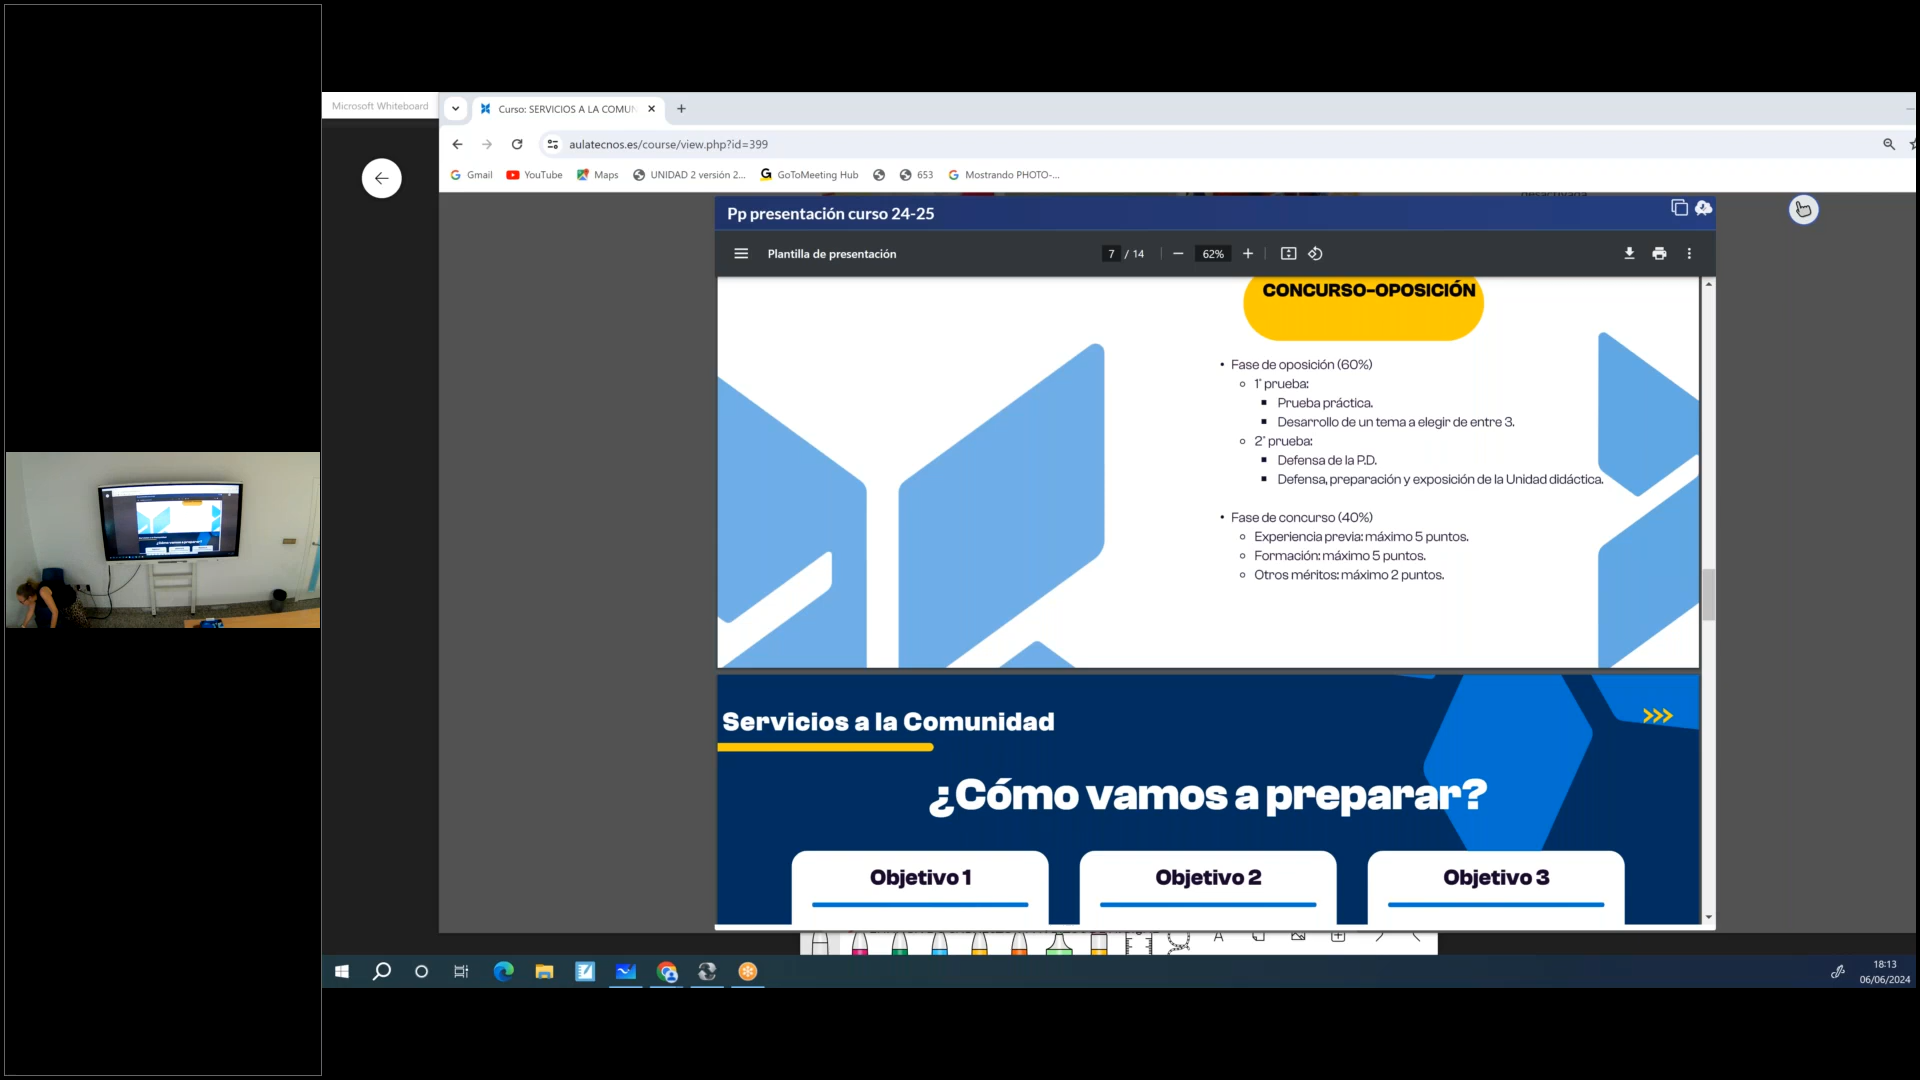 Microsoft Whiteboard
Curso: SERVICIOS A LA COMUN
aulatecnos.es/course/view.php?id=399
Gmail
YouTube
Maps
UNIDAD 2 versión 2...
GoToMeeting Hub
653
Mostrando PHOTO-...
Pp presentación curso 24-25
Plantilla de presentación
7 / 14
62%
CONCURSO-OPOSICIÓN
• Fase de oposición (60%)
1ª prueba:
Prueba práctica.
Desarrollo de un tema a elegir de entre 3.
2ª prueba:
Defensa de la P.D.
Defensa, preparación y exposición de la Unidad didáctica.
• Fase de concurso (40%)
Experiencia previa: máximo 5 puntos.
Formación: máximo 5 puntos.
Otros méritos: máximo 2 puntos.
Servicios a la Comunidad
¿Cómo vamos a preparar?
Objetivo 1
Objetivo 2
Objetivo 3
18:13
06/06/2024